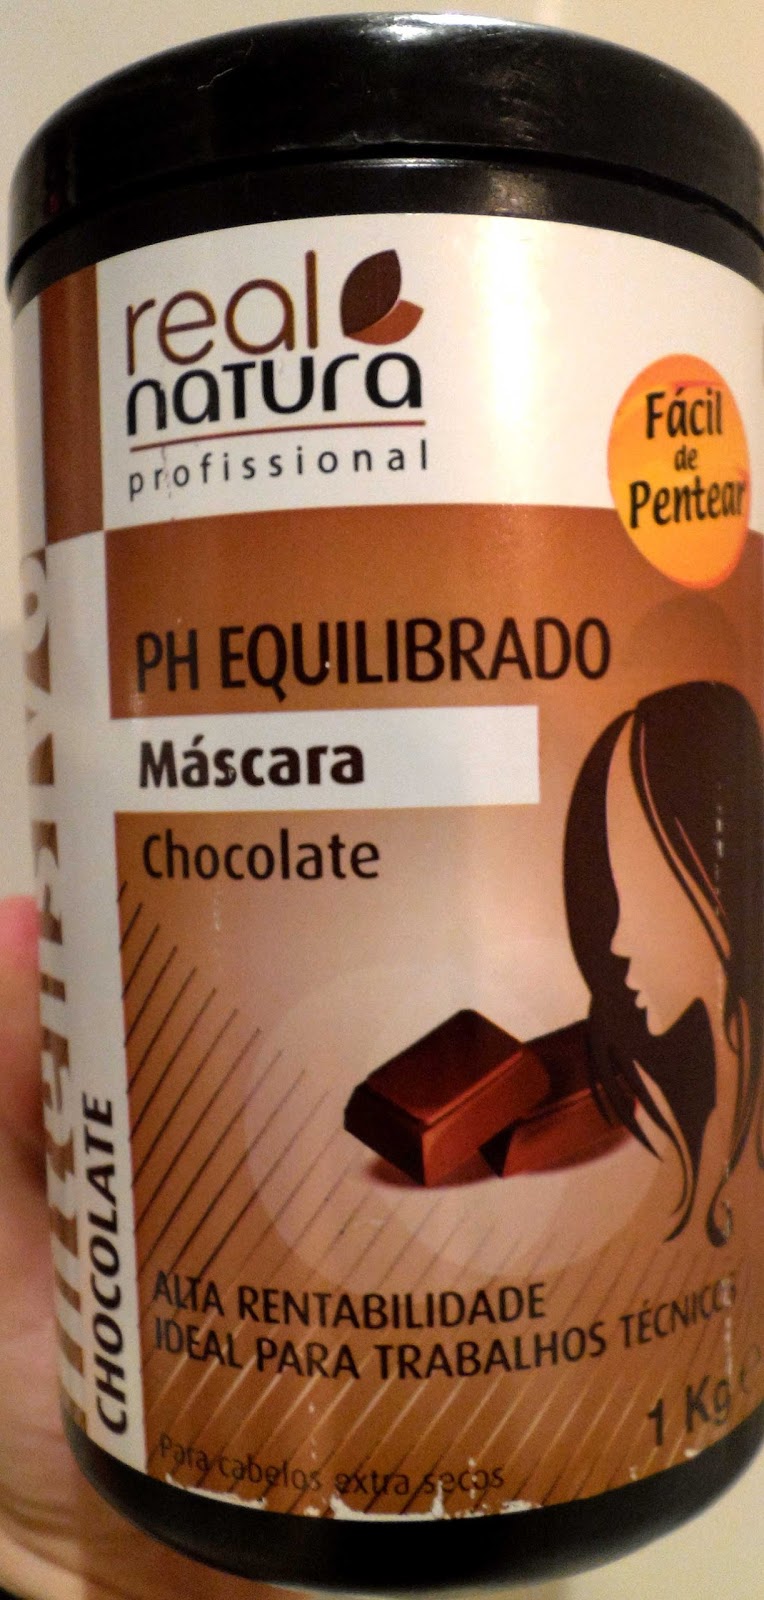 real
natura
profissional
Fácil
de
Pentear
PH EQUILIBRADO
Máscara
Chocolate
CHOCOLATE
ALTA RENTABILIDADE
IDEAL PARA TRABALHOS TÉCNICOS
1 Kg e
Para cabelos extra secos